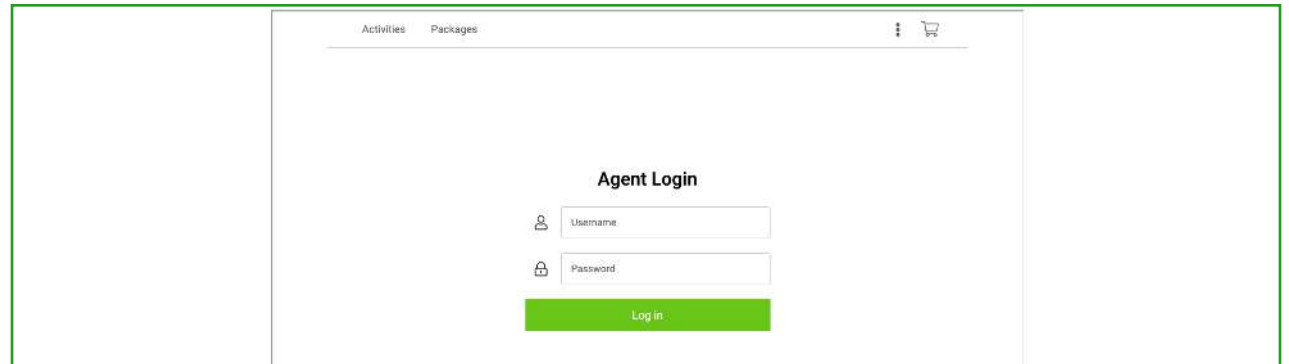 Activities Packages
Agent Login
Username
Password
Log in